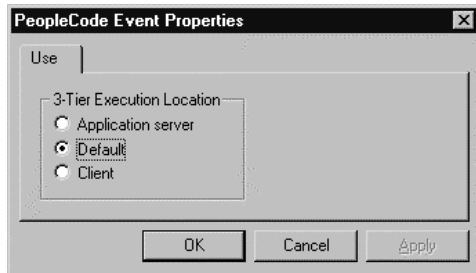 PeopleCode Event Properties
Use
3-Tier Execution Location
Application server
Default
Client
OK Cancel Apply